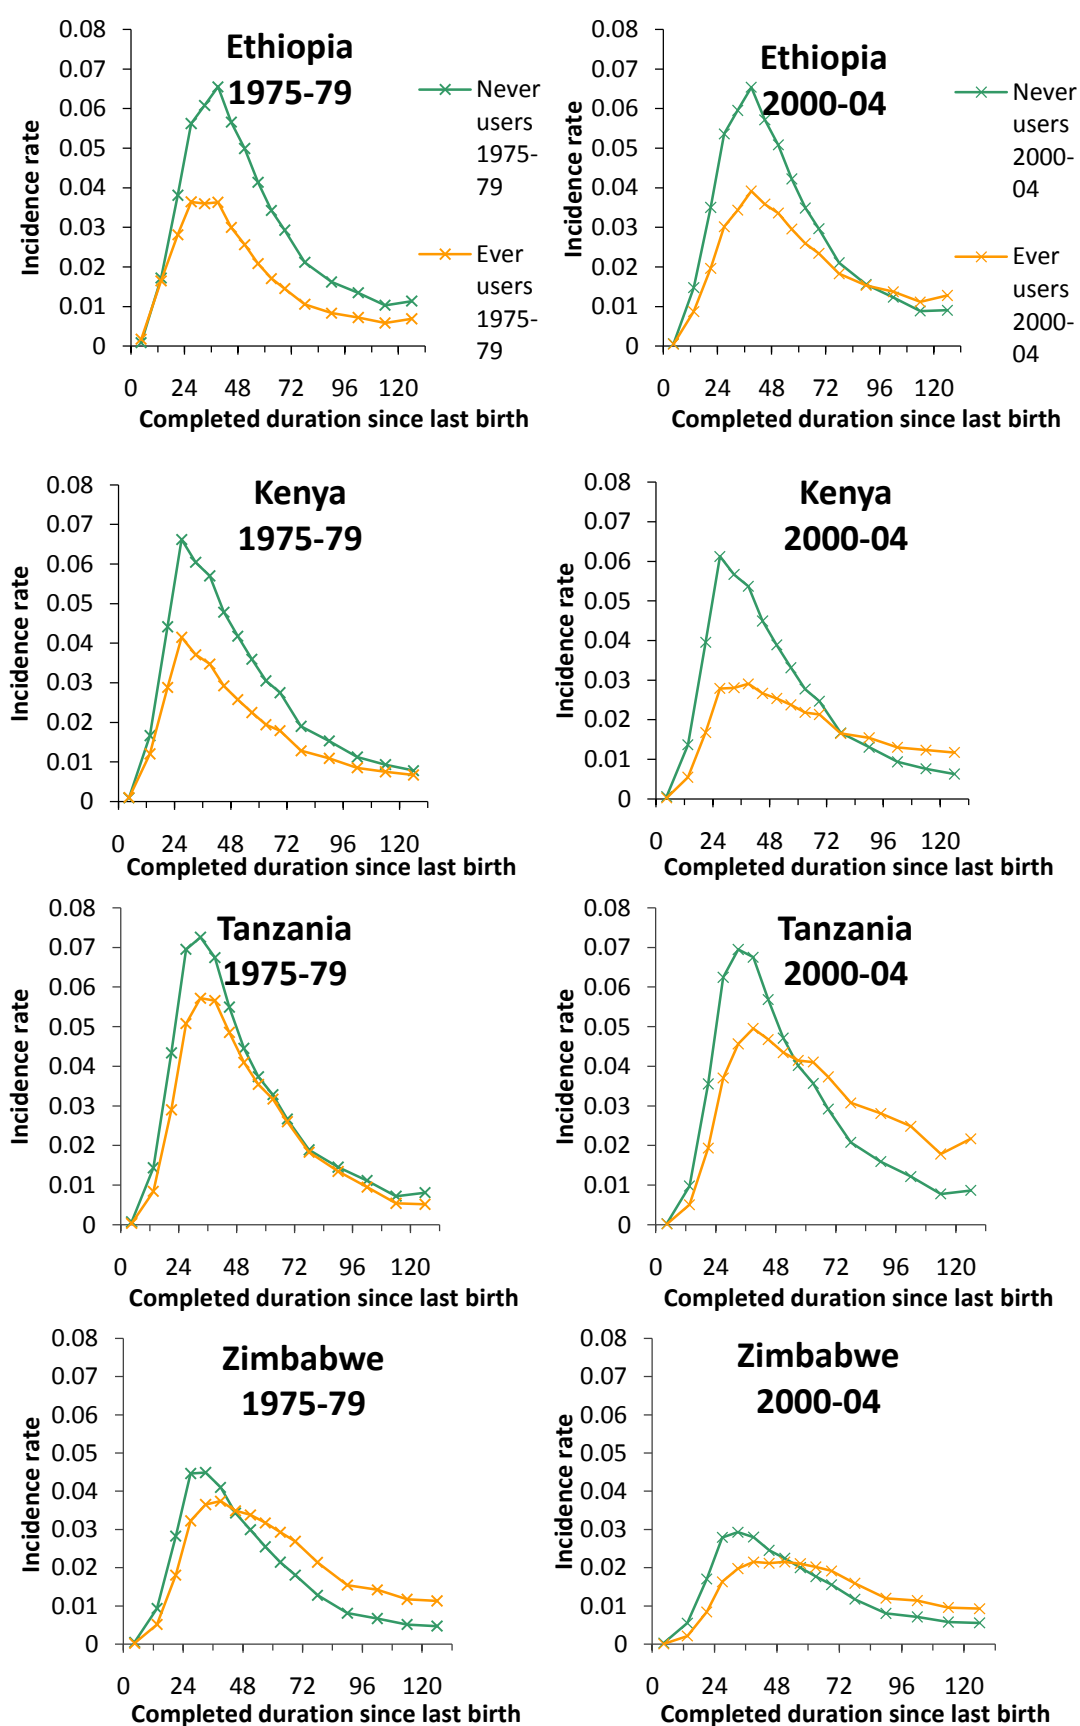 Ethiopia
1975-79
0.08
0.07
0.06
0.05
0.04
0.03
0.02
0.01
0
Incidence rate
0 24 48 72 96 120
Completed duration since last birth
Never
users
1975-
79
Ever
users
1975-
79
Ethiopia
2000-04
0.08
0.07
0.06
0.05
0.04
0.03
0.02
0.01
0
Incidence rate
0 24 48 72 96 120
Completed duration since last birth
Never
users
2000-
04
Ever
users
2000-
04
Kenya
1975-79
0.08
0.07
0.06
0.05
0.04
0.03
0.02
0.01
0
Incidence rate
0 24 48 72 96 120
Completed duration since last birth
Kenya
2000-04
0.08
0.07
0.06
0.05
0.04
0.03
0.02
0.01
0
Incidence rate
0 24 48 72 96 120
Completed duration since last birth
Tanzania
1975-79
0.08
0.07
0.06
0.05
0.04
0.03
0.02
0.01
0
Incidence rate
0 24 48 72 96 120
Completed duration since last birth
Tanzania
2000-04
0.08
0.07
0.06
0.05
0.04
0.03
0.02
0.01
0
Incidence rate
0 24 48 72 96 120
Completed duration since last birth
Zimbabwe
1975-79
0.08
0.07
0.06
0.05
0.04
0.03
0.02
0.01
0
Incidence rate
0 24 48 72 96 120
Completed duration since last birth
Zimbabwe
2000-04
0.08
0.07
0.06
0.05
0.04
0.03
0.02
0.01
0
Incidence rate
0 24 48 72 96 120
Completed duration since last birth